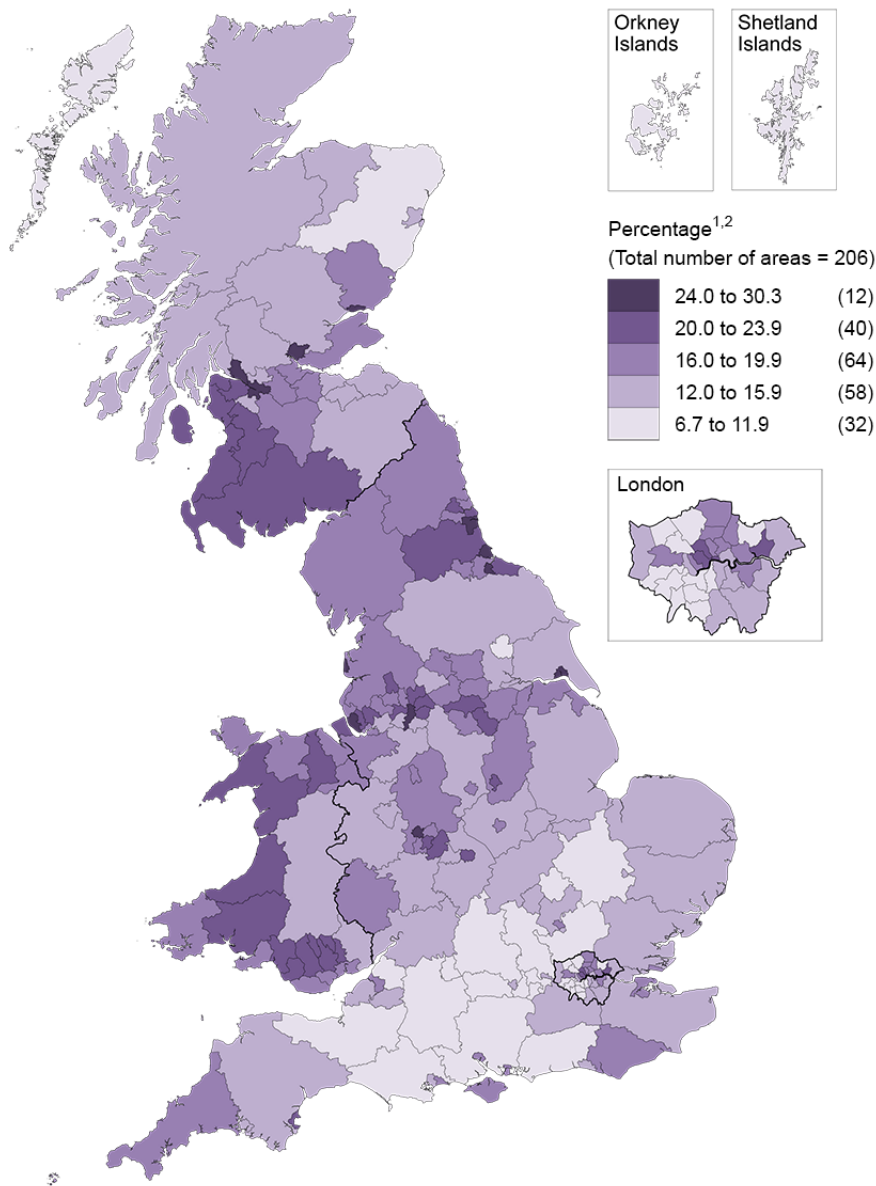 Orkney
Islands
Shetland
Islands
Percentage1,2
(Total number of areas = 206)
24.0 to 30.3 (12)
20.0 to 23.9 (40)
16.0 to 19.9 (64)
12.0 to 15.9 (58)
6.7 to 11.9 (32)
London